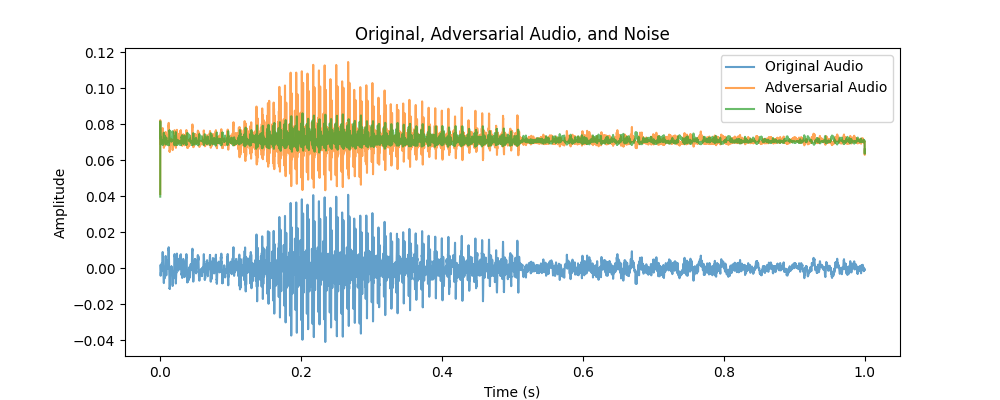 Original, Adversarial Audio, and Noise
Original Audio
Adversarial Audio
Noise
Amplitude
0.12
0.10
0.08
0.06
0.04
0.02
0.00
−0.02
−0.04
0.0
0.2
0.4
0.6
0.8
1.0
Time (s)